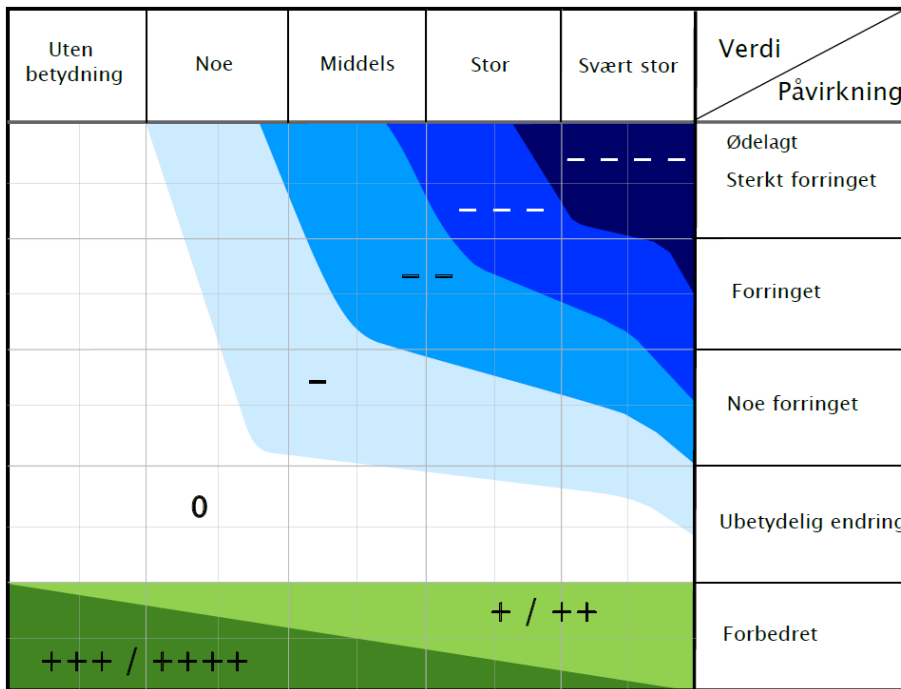 Uten
betydning
Noe
Middels
Stor
Svært stor
Verdi
Påvirkning
Ødelagt
Sterkt forringet
– – – –
– – –
– –
Forringet
–
Noe forringet
0
Ubetydelig endring
+ / ++
Forbedret
+++ / ++++